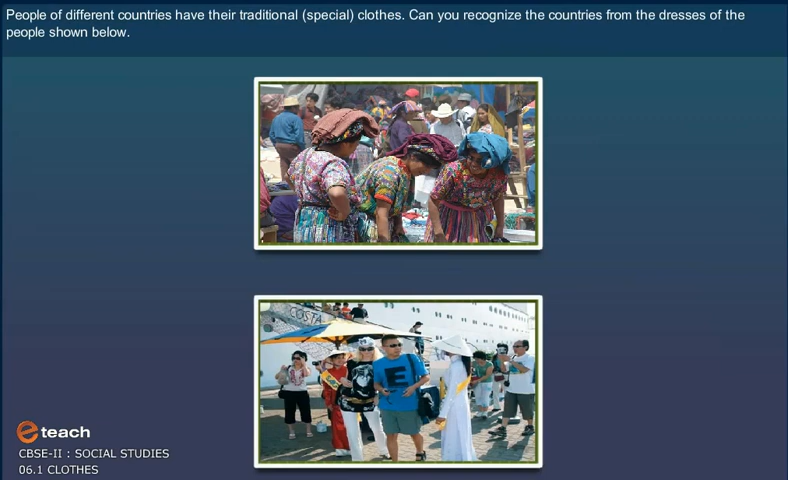 People of different countries have their traditional (special) clothes. Can you recognize the countries from the dresses of the
people shown below.
COSTA
E
e teach
CBSE-II : SOCIAL STUDIES
06.1 CLOTHES